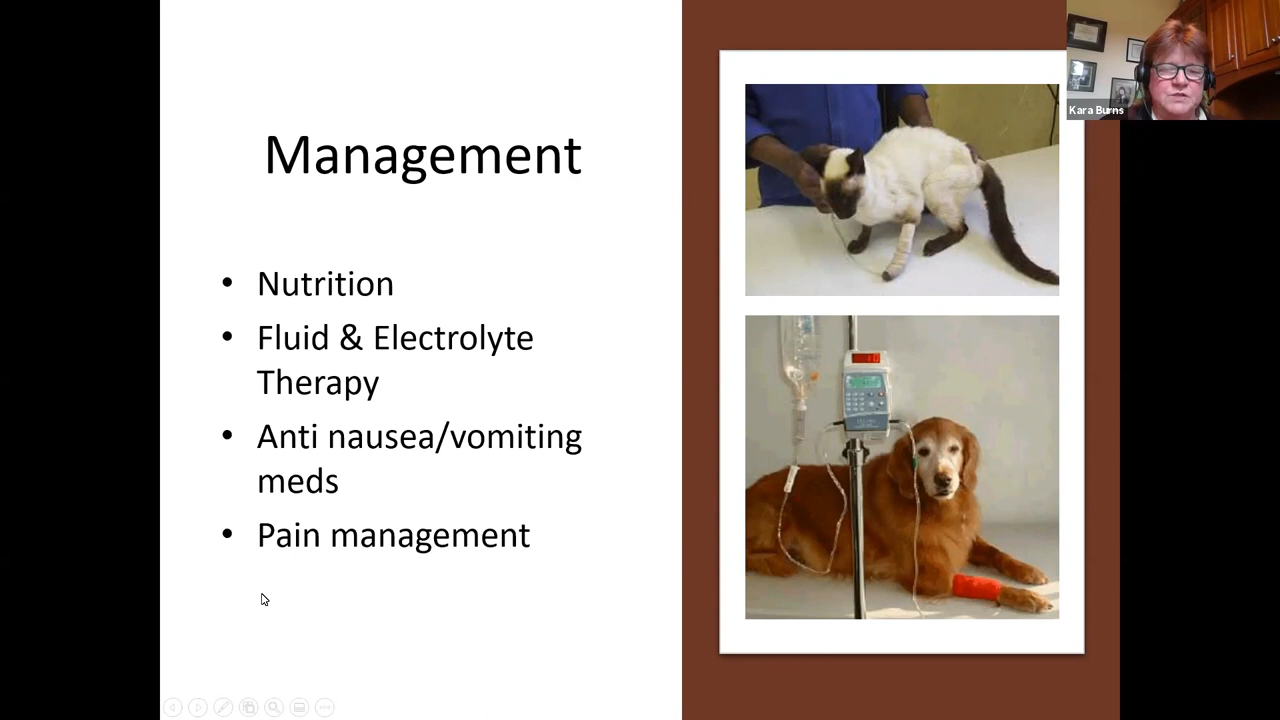 Kara Burns
Management
• Nutrition
• Fluid & Electrolyte
Therapy
• Anti nausea/vomiting
meds
• Pain management